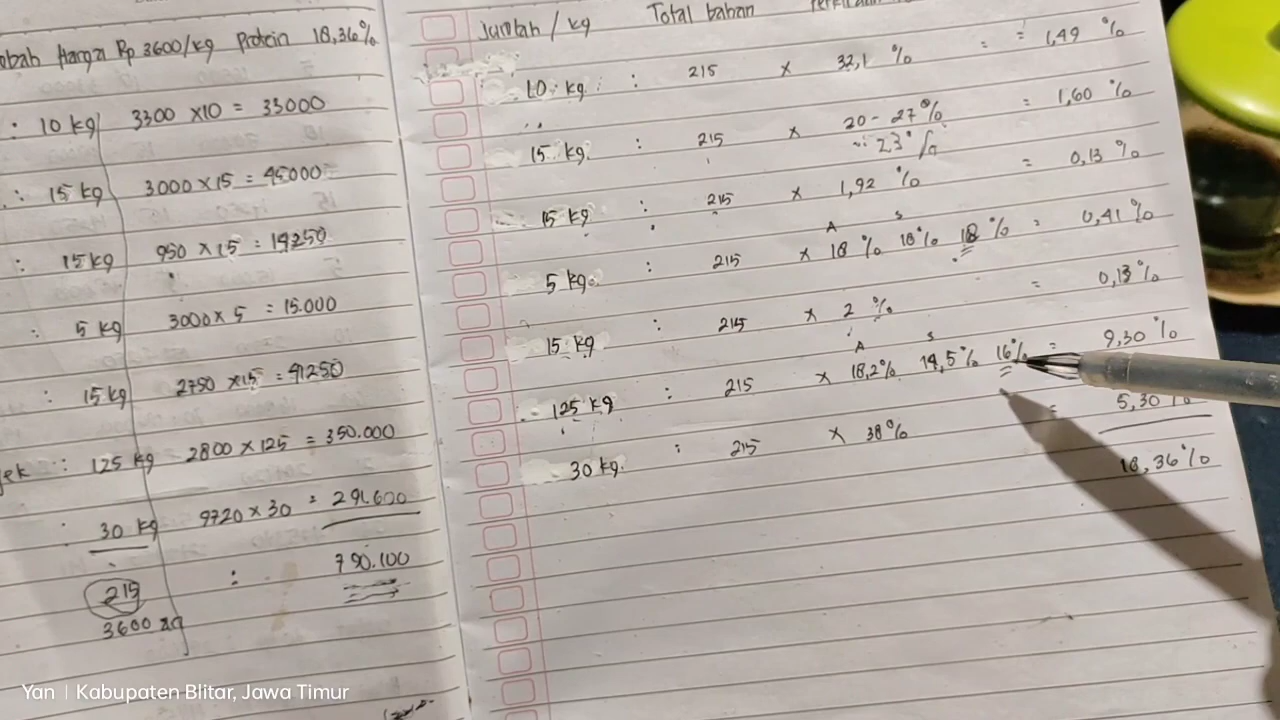 Harga Rp 3600/kg Protein 18,36%
: 10 kg 3300 x 10 = 33000
: 15 kg 3000 x 15 = 45000
: 15 kg 950 x 15 = 14250
: 5 kg 3000 x 5 = 15.000
: 15 kg 2750 x 15 = 41250
: 125 kg 2800 x 125 = 350.000
: 30 kg 9720 x 30 = 291.600
215 : 790.100
3600
Jumlah / kg Total bahan
10 kg : 215 x 32,1 % = 1,49 %
15 kg : 215 x 20 - 27% = 1,60 %
23%
15 kg : 215 x 1,92 % = 0,13 %
A S
5 kg : 215 x 18% 18% 18% = 0,41%
15 kg : 215 x 2 % = 0,13%
A S
125 kg : 215 x 18,2% 14,5% 16% = 9,30%
30 kg : 215 x 38% = 5,30%
18,36%
Yan | Kabupaten Blitar, Jawa Timur